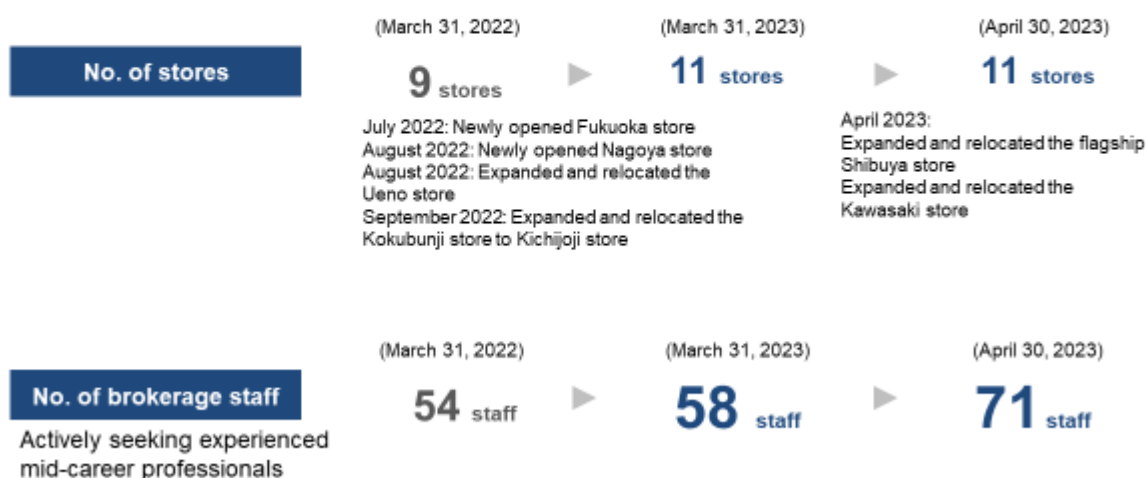 (March 31, 2022)
(March 31, 2023)
(April 30, 2023)
No. of stores
9 stores
11 stores
11 stores
July 2022: Newly opened Fukuoka store
August 2022: Newly opened Nagoya store
August 2022: Expanded and relocated the
Ueno store
September 2022: Expanded and relocated the
Kokubunji store to Kichijoji store
April 2023:
Expanded and relocated the flagship
Shibuya store
Expanded and relocated the
Kawasaki store
(March 31, 2022)
(March 31, 2023)
(April 30, 2023)
No. of brokerage staff
54 staff
58 staff
71 staff
Actively seeking experienced
mid-career professionals